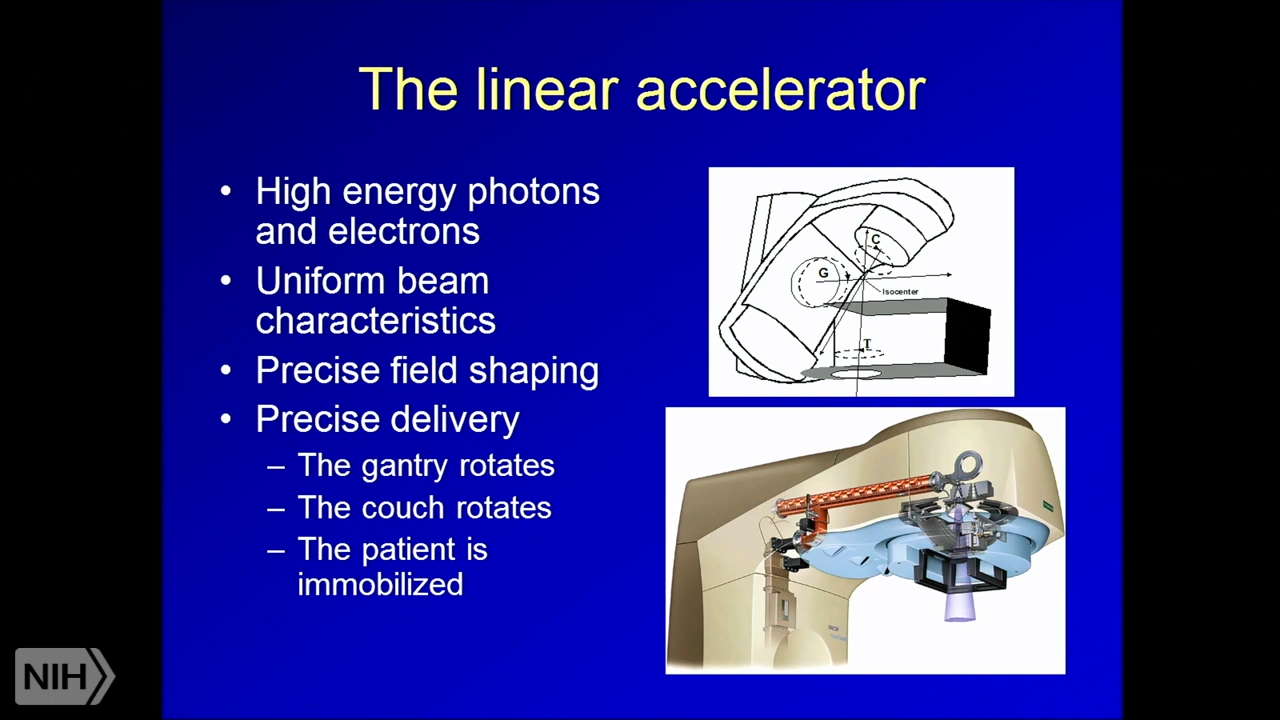 The linear accelerator
• High energy photons
and electrons
• Uniform beam
characteristics
• Precise field shaping
• Precise delivery
– The gantry rotates
– The couch rotates
– The patient is
immobilized
C
G
Isocenter
T
NIH